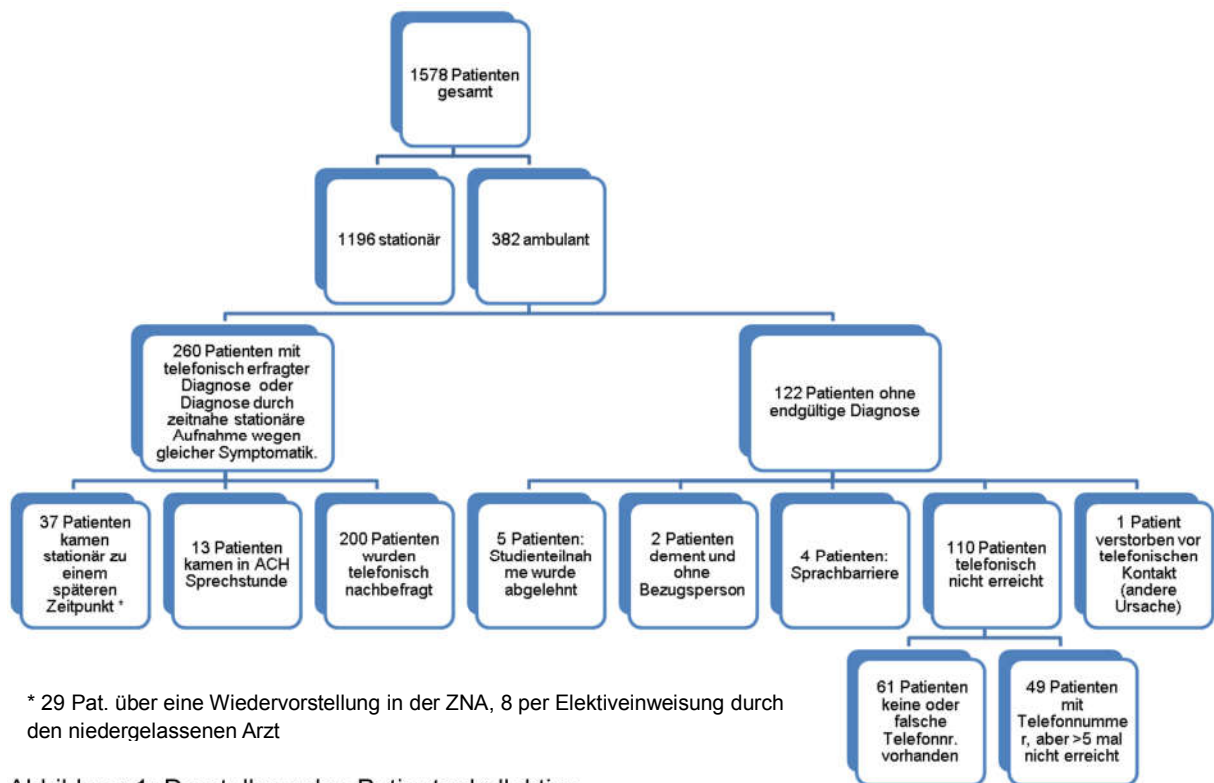 1578 Patienten
gesamt
1196 stationär
382 ambulant
260 Patienten mit
telefonisch erfragter
Diagnose oder
Diagnose durch
zeitnahe stationäre
Aufnahme wegen
gleicher Symptomatik.
122 Patienten ohne
endgültige Diagnose
37 Patienten
kamen
stationär zu
einem
späteren
Zeitpunkt *
13 Patienten
kamen in ACH
Sprechstunde
200 Patienten
wurden
telefonisch
nachbefragt
5 Patienten:
Studienteilnah
me wurde
abgelehnt
2 Patienten
dement und
ohne
Bezugsperson
4 Patienten:
Sprachbarriere
110 Patienten
telefonisch
nicht erreicht
1 Patient
verstorben vor
telefonischen
Kontakt
(andere
Ursache)
61 Patienten
keine oder
falsche
Telefonnr.
vorhanden
49 Patienten
mit
Telefonnumme
r, aber >5 mal
nicht erreicht
* 29 Pat. über eine Wiedervorstellung in der ZNA, 8 per Elektiveinweisung durch
den niedergelassenen Arzt
Abbildung 1: Darstellung des Patientenkollektivs